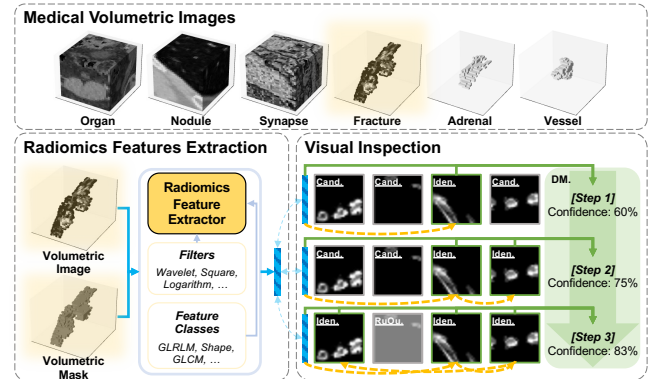 Medical Volumetric Images
Organ
Nodule
Synapse
Fracture
Adrenal
Vessel
Radiomics Features Extraction
Volumetric
Image
Volumetric
Mask
Radiomics
Feature
Extractor
Filters
Wavelet, Square,
Logarithm, ...
Feature
Classes
GLRLM, Shape,
GLCM, ...
Visual Inspection
Cand. Cand. Iden. Cand. DM.
[Step 1]
Confidence: 60%
Cand. Cand. Iden. Iden.
[Step 2]
Confidence: 75%
Iden. RuOu. Iden. Iden.
[Step 3]
Confidence: 83%